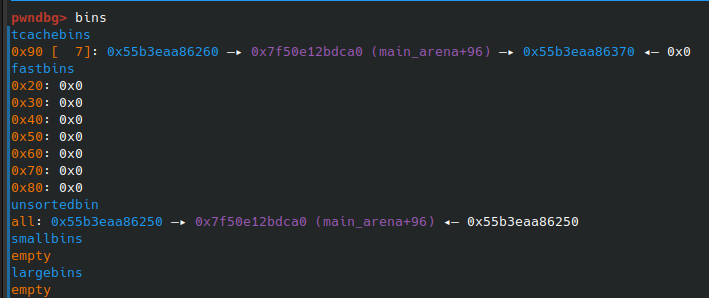 pwndbg> bins
tcachebins
0x90 [  7]: 0x55b3eaa86260 —▸ 0x7f50e12bdca0 (main_arena+96) —▸ 0x55b3eaa86370 ◂— 0x0
fastbins
0x20: 0x0
0x30: 0x0
0x40: 0x0
0x50: 0x0
0x60: 0x0
0x70: 0x0
0x80: 0x0
unsortedbin
all: 0x55b3eaa86250 —▸ 0x7f50e12bdca0 (main_arena+96) ◂— 0x55b3eaa86250
smallbins
empty
largebins
empty